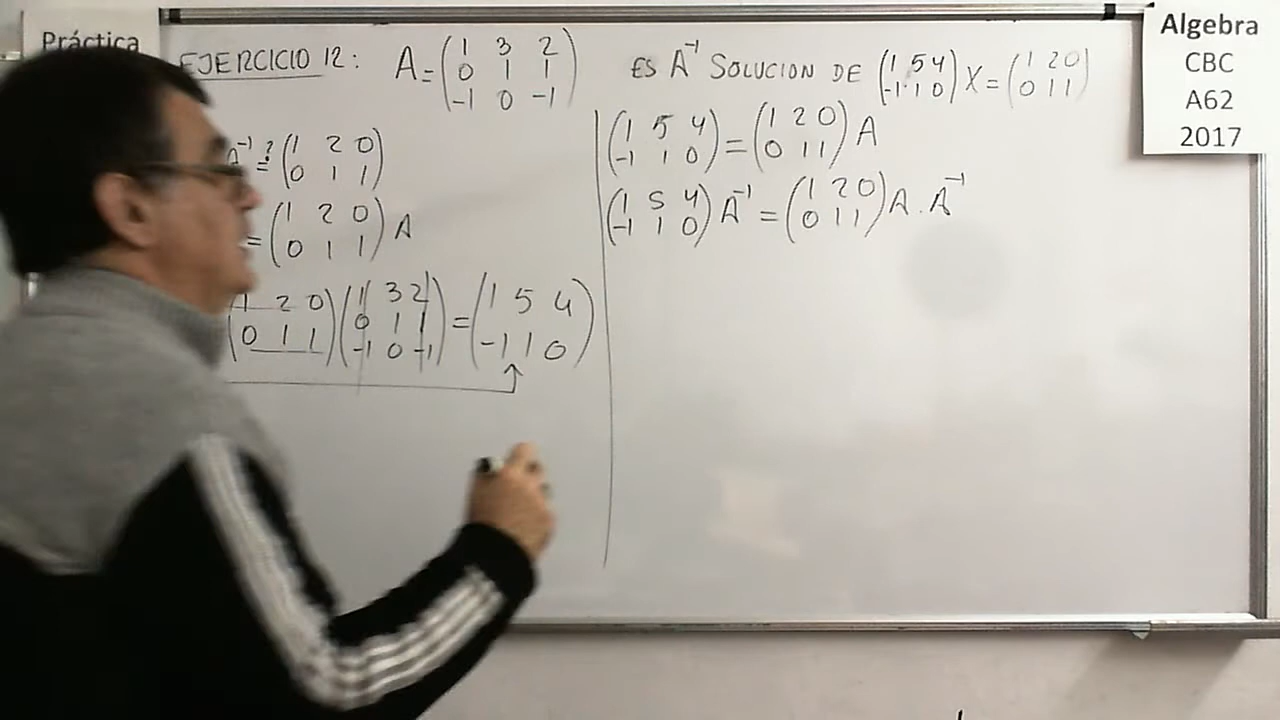 Práctica
EJERCICIO 12: A = ( 1 3 2
0 1 1
-1 0 -1 )
ES A⁻¹ SOLUCION DE ( 1 5 4
-1 1 0 ) X = ( 1 2 0
0 1 1 )
A⁻¹ ?= ( 1 2 0
0 1 1 )
= ( 1 2 0
0 1 1 ) A
( 1 2 0
0 1 1 ) ( 1 3 2
0 1 1
-1 0 -1 ) = ( 1 5 4
-1 1 0 )
( 1 5 4
-1 1 0 ) = ( 1 2 0
0 1 1 ) A
( 1 5 4
-1 1 0 ) A⁻¹ = ( 1 2 0
0 1 1 ) A . A⁻¹
Algebra
CBC
A62
2017